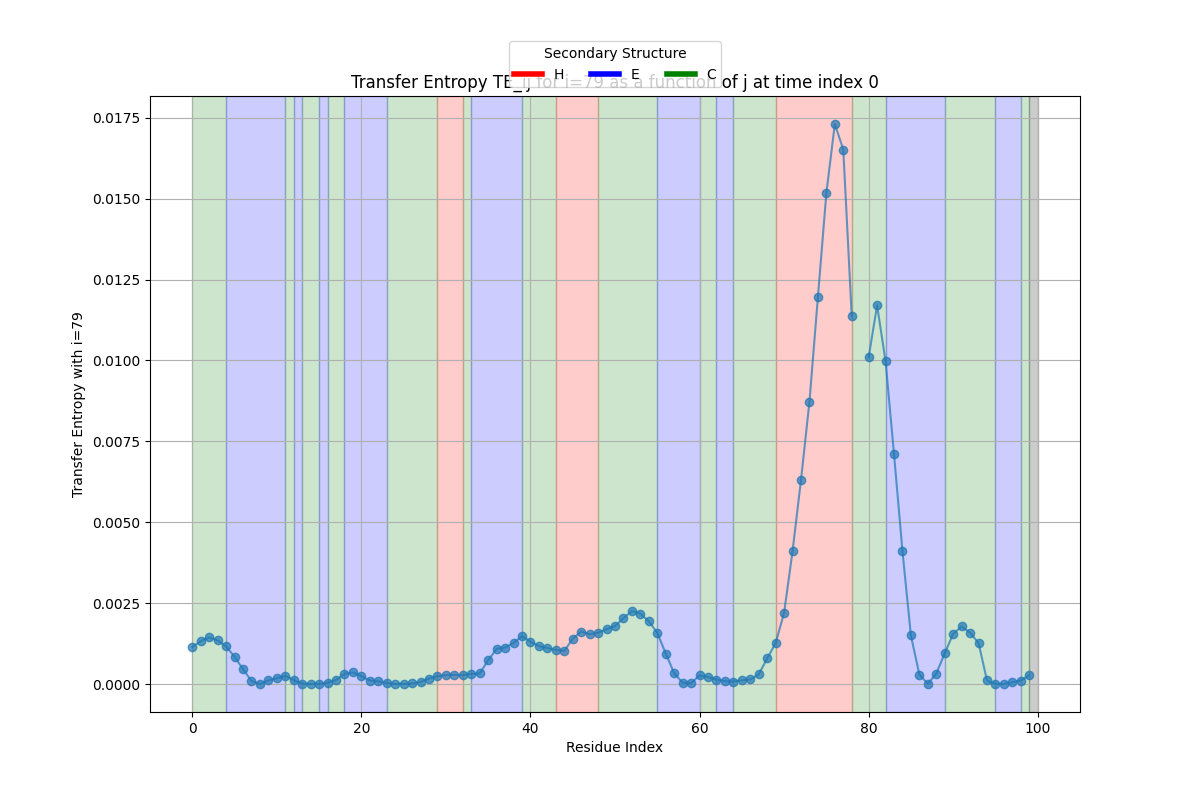 Secondary Structure
H E C
Transfer Entropy TE_ij for i=79 as a function of j at time index 0
0.0175
0.0150
0.0125
0.0100
0.0075
0.0050
0.0025
0.0000
Transfer Entropy with i=79
0 20 40 60 80 100
Residue Index